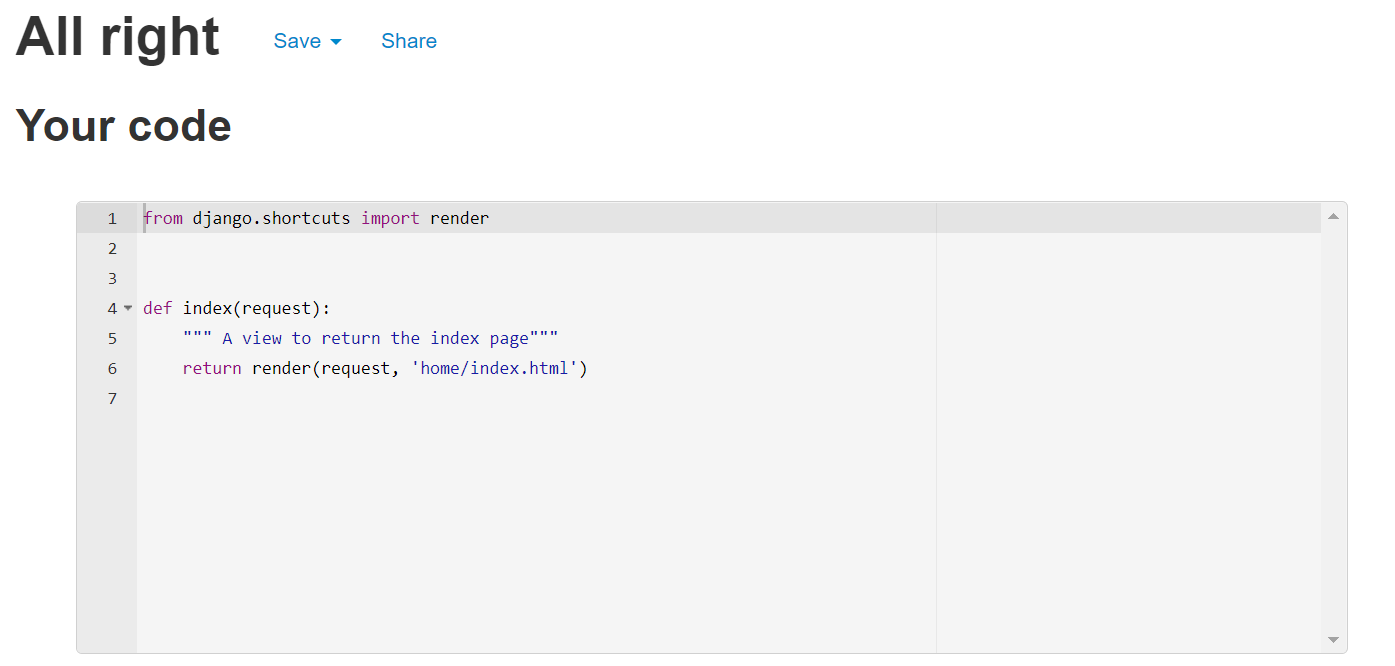 All right Save Share
Your code
1 from django.shortcuts import render
2
3
4 def index(request):
5     """ A view to return the index page"""
6     return render(request, 'home/index.html')
7